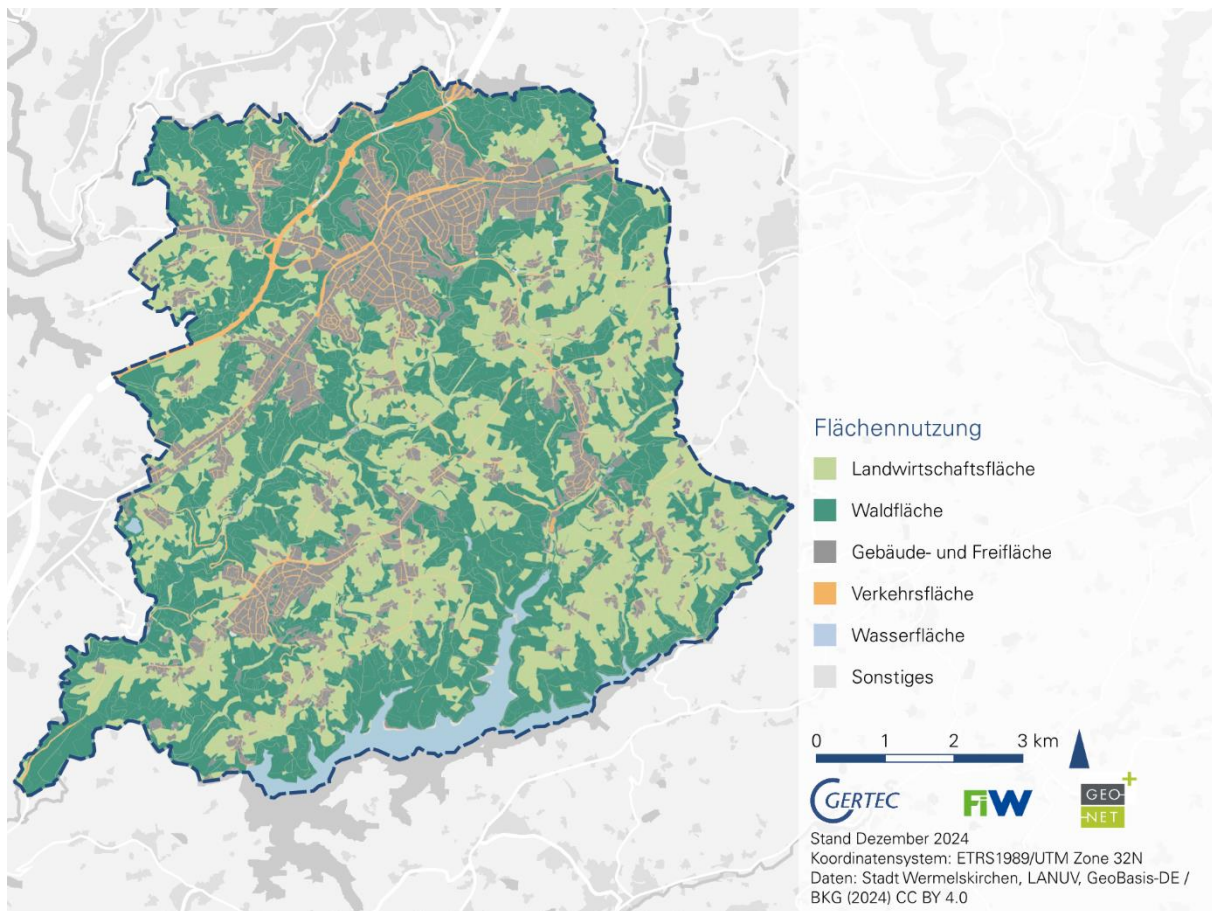 Flächennutzung
Landwirtschaftsfläche
Waldfläche
Gebäude- und Freifläche
Verkehrsfläche
Wasserfläche
Sonstiges
0 1 2 3 km
GERTEC
FiW
GEO-
NET
Stand Dezember 2024
Koordinatensystem: ETRS1989/UTM Zone 32N
Daten: Stadt Wermelskirchen, LANUV, GeoBasis-DE /
BKG (2024) CC BY 4.0